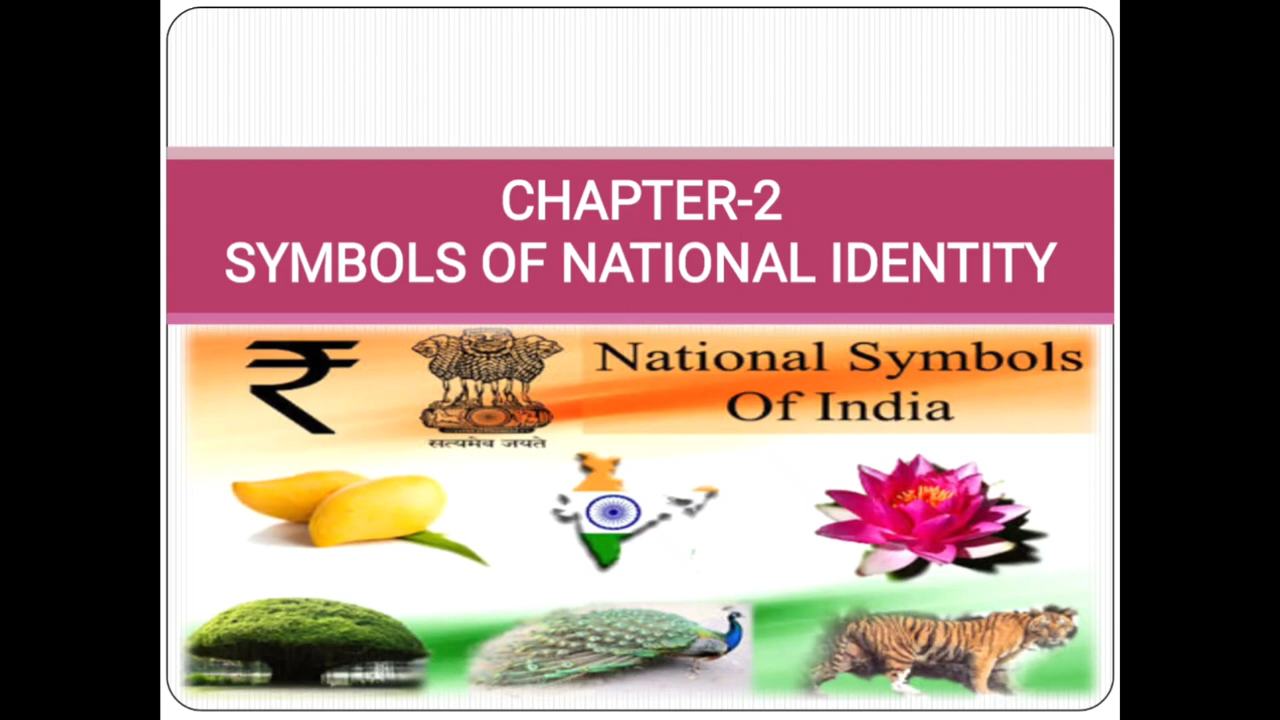 CHAPTER-2
SYMBOLS OF NATIONAL IDENTITY
₹
National Symbols
Of India
सत्यमेव जयते